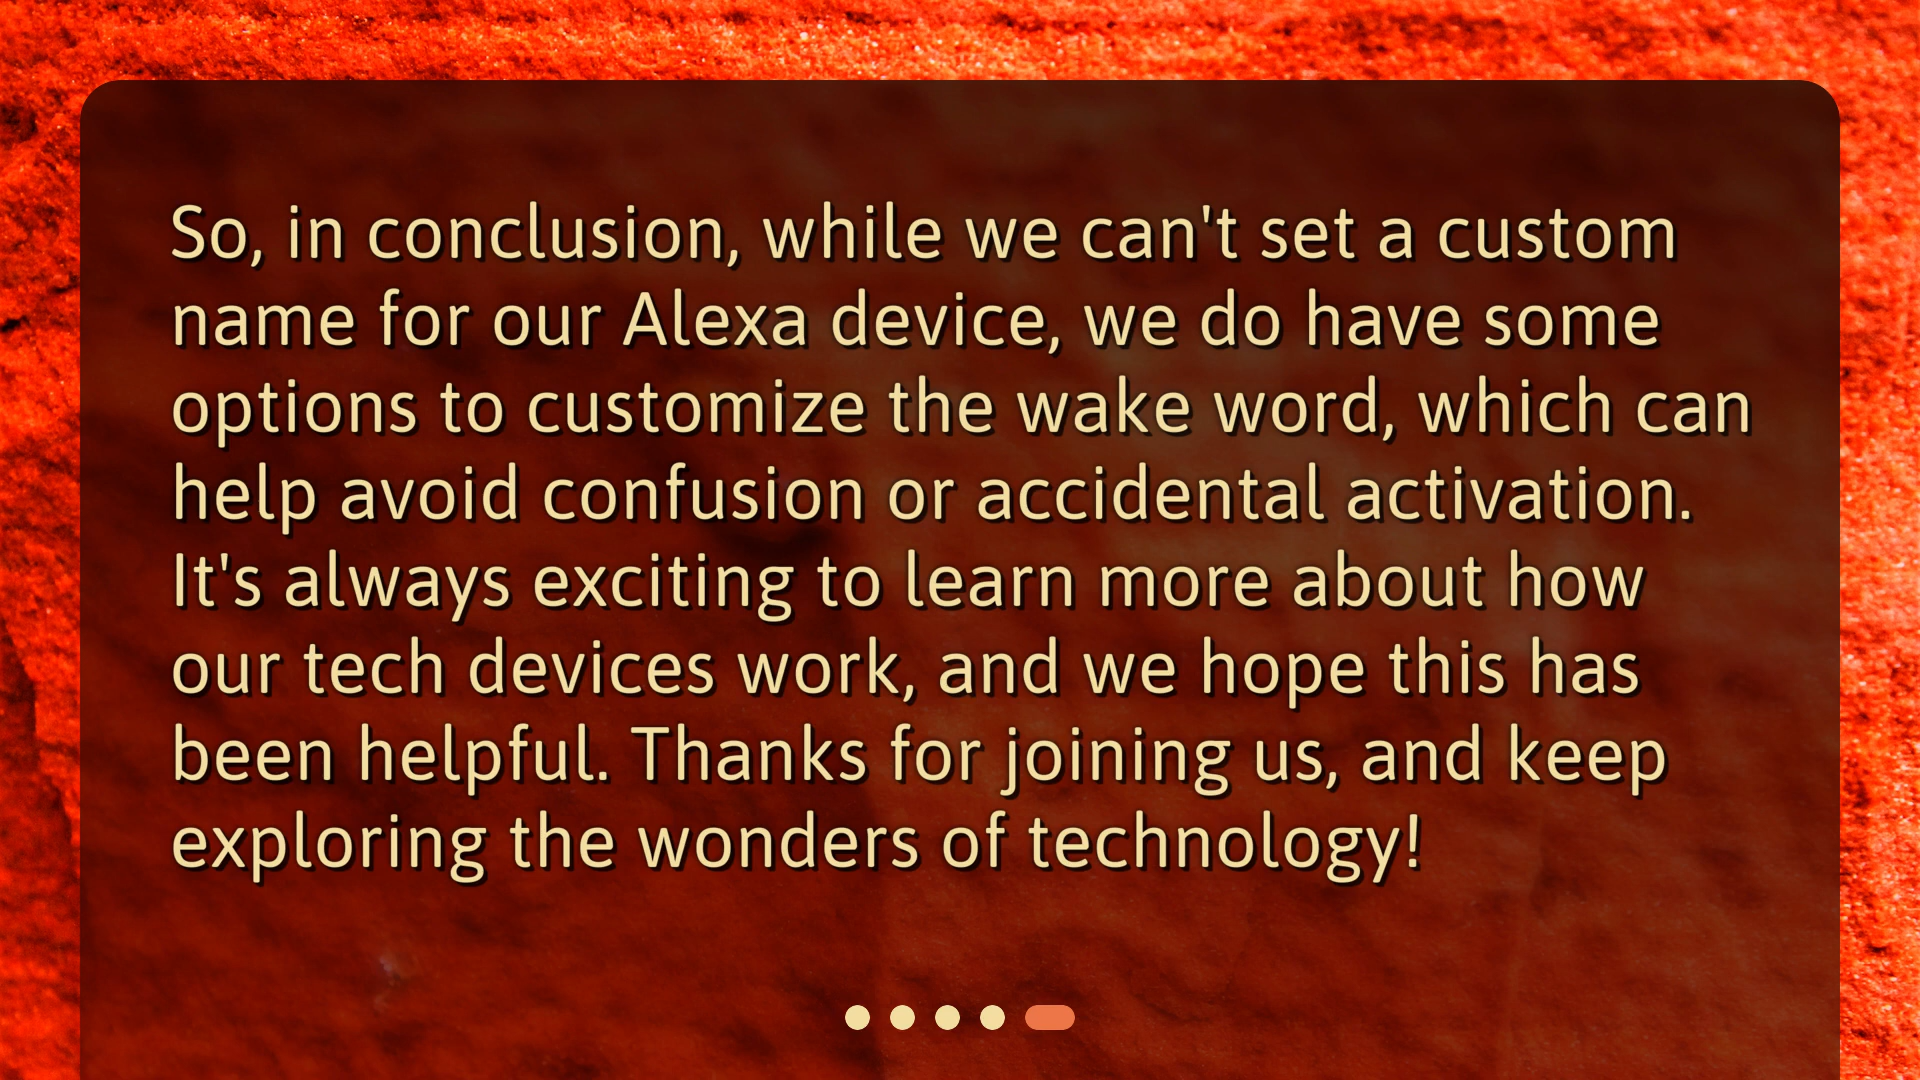 So, in conclusion, while we can't set a custom
name for our Alexa device, we do have some
options to customize the wake word, which can
help avoid confusion or accidental activation.
It's always exciting to learn more about how
our tech devices work, and we hope this has
been helpful. Thanks for joining us, and keep
exploring the wonders of technology!